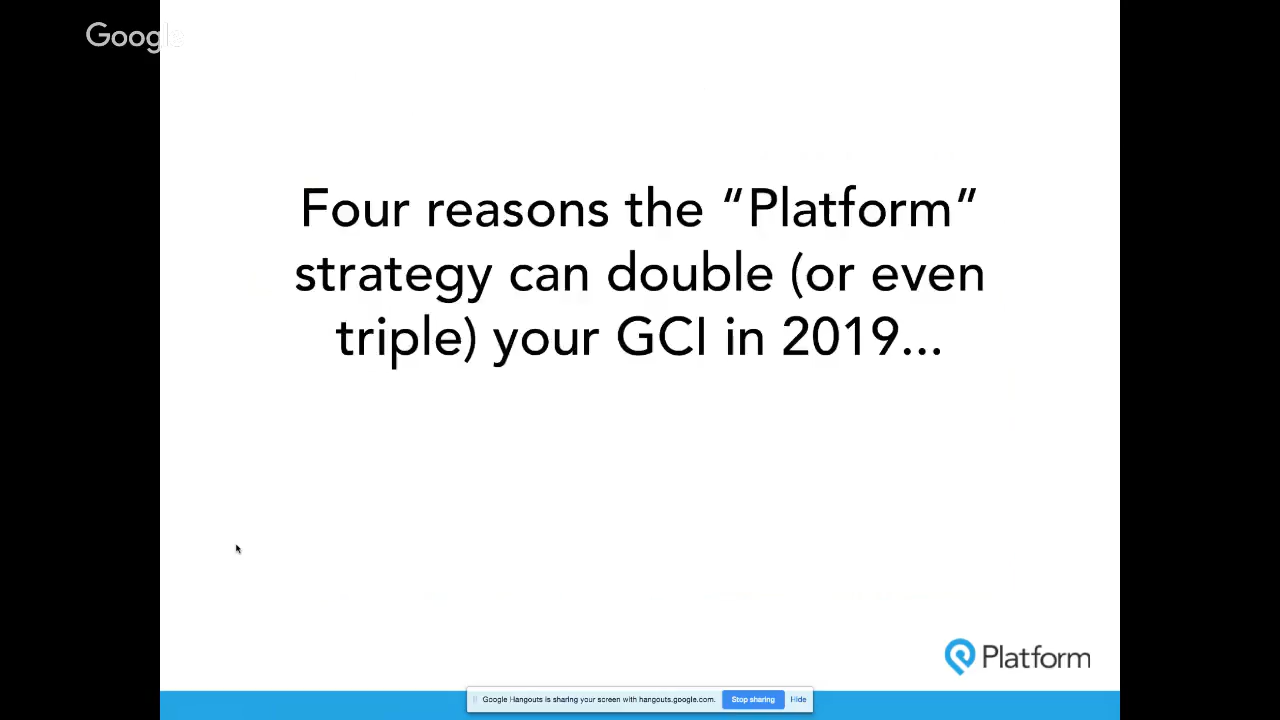 Google
Four reasons the “Platform”
strategy can double (or even
triple) your GCI in 2019...
Platform
Google Hangouts is sharing your screen with hangouts.google.com. Stop sharing Hide